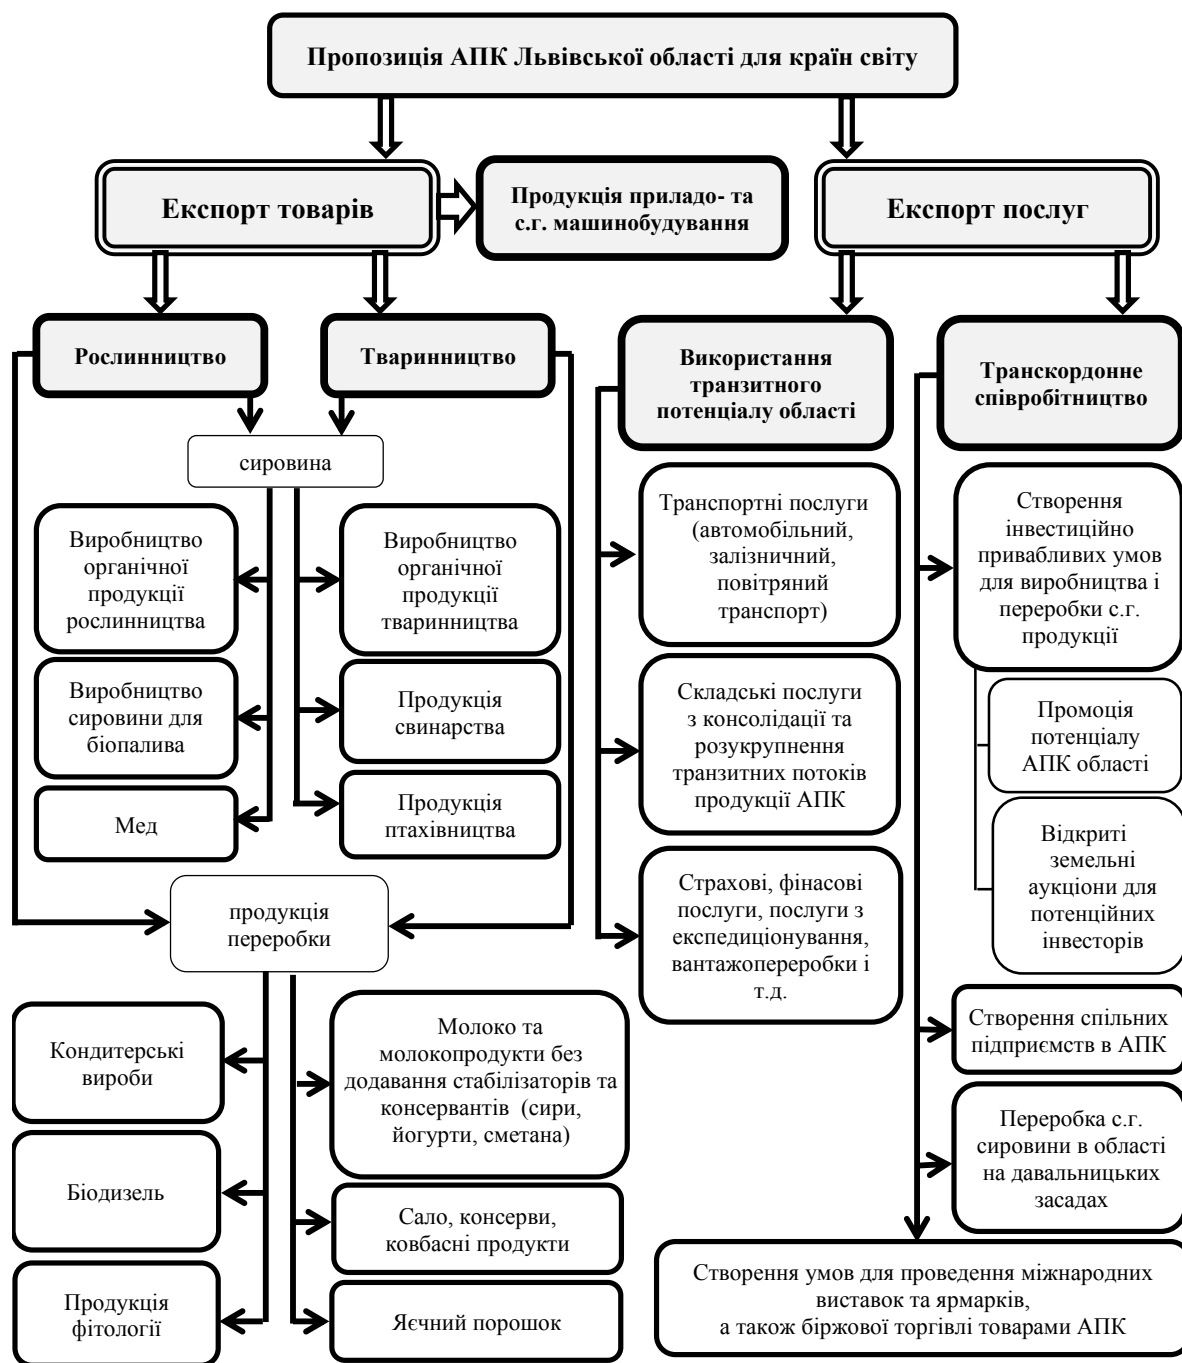 Пропозиція АПК Львівської області для країн світу
Експорт товарів
Продукція приладо- та
с.г. машинобудування
Експорт послуг
Рослинництво
Тваринництво
Використання
транзитного
потенціалу області
Транскордонне
співробітництво
сировина
Виробництво
органічної
продукції
рослинництва
Виробництво
сировини для
біопалива
Мед
Виробництво
органічної
продукції
тваринництва
Продукція
свинарства
Продукція
птахівництва
продукція
переробки
Кондитерські
вироби
Біодизель
Продукція
фітології
Молоко та
молокопродукти без
додавання стабілізаторів та
консервантів (сири,
йогурти, сметана)
Сало, консерви,
ковбасні продукти
Яєчний порошок
Транспортні послуги
(автомобільний,
залізничний,
повітряний
транспорт)
Складські послуги
з консолідації та
розукрупнення
транзитних потоків
продукції АПК
Страхові, фінасові
послуги, послуги з
експедиціонування,
вантажопереробки і
т.д.
Створення
інвестиційно
привабливих умов
для виробництва і
переробки с.г.
продукції
Промоція
потенціалу
АПК області
Відкриті
земельні
аукціони для
потенційних
інвесторів
Створення спільних
підприємств в АПК
Переробка с.г.
сировини в області
на давальницьких
засадах
Створення умов для проведення міжнародних
виставок та ярмарків,
а також біржової торгівлі товарами АПК